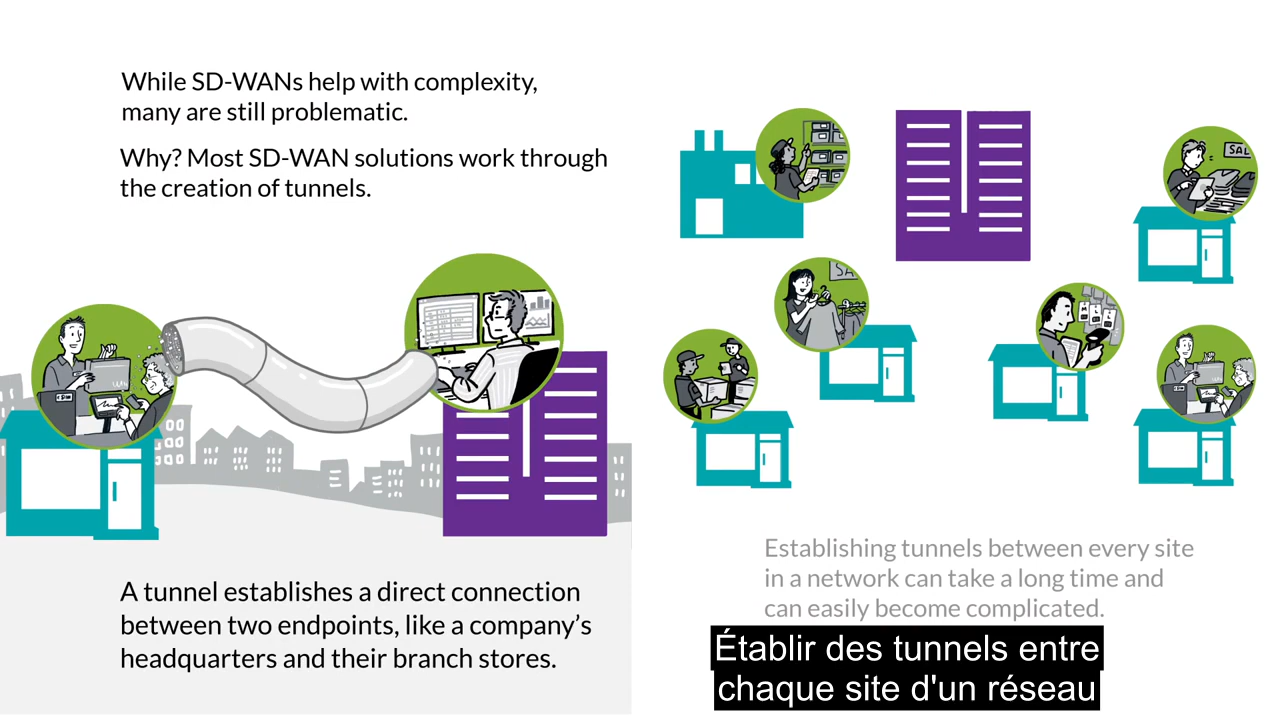 While SD-WANs help with complexity,
many are still problematic.
Why? Most SD-WAN solutions work through
the creation of tunnels.
A tunnel establishes a direct connection
between two endpoints, like a company’s
headquarters and their branch stores.
SAL
SA
Establishing tunnels between every site
in a network can take a long time and
can easily become complicated.
Établir des tunnels entre
chaque site d'un réseau